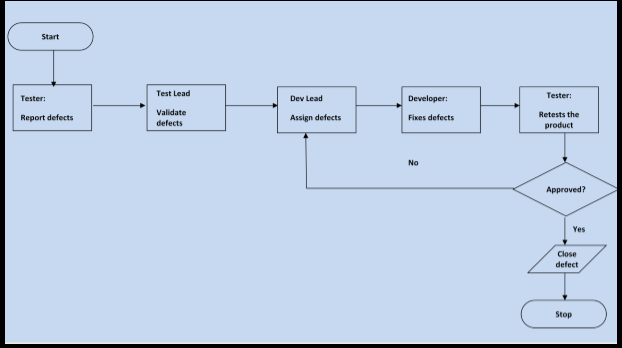 Start
Tester:
Report defects
Test Lead
Validate
defects
Dev Lead
Assign defects
Developer:
Fixes defects
Tester:
Retests the
product
No
Approved?
Yes
Close
defect
Stop